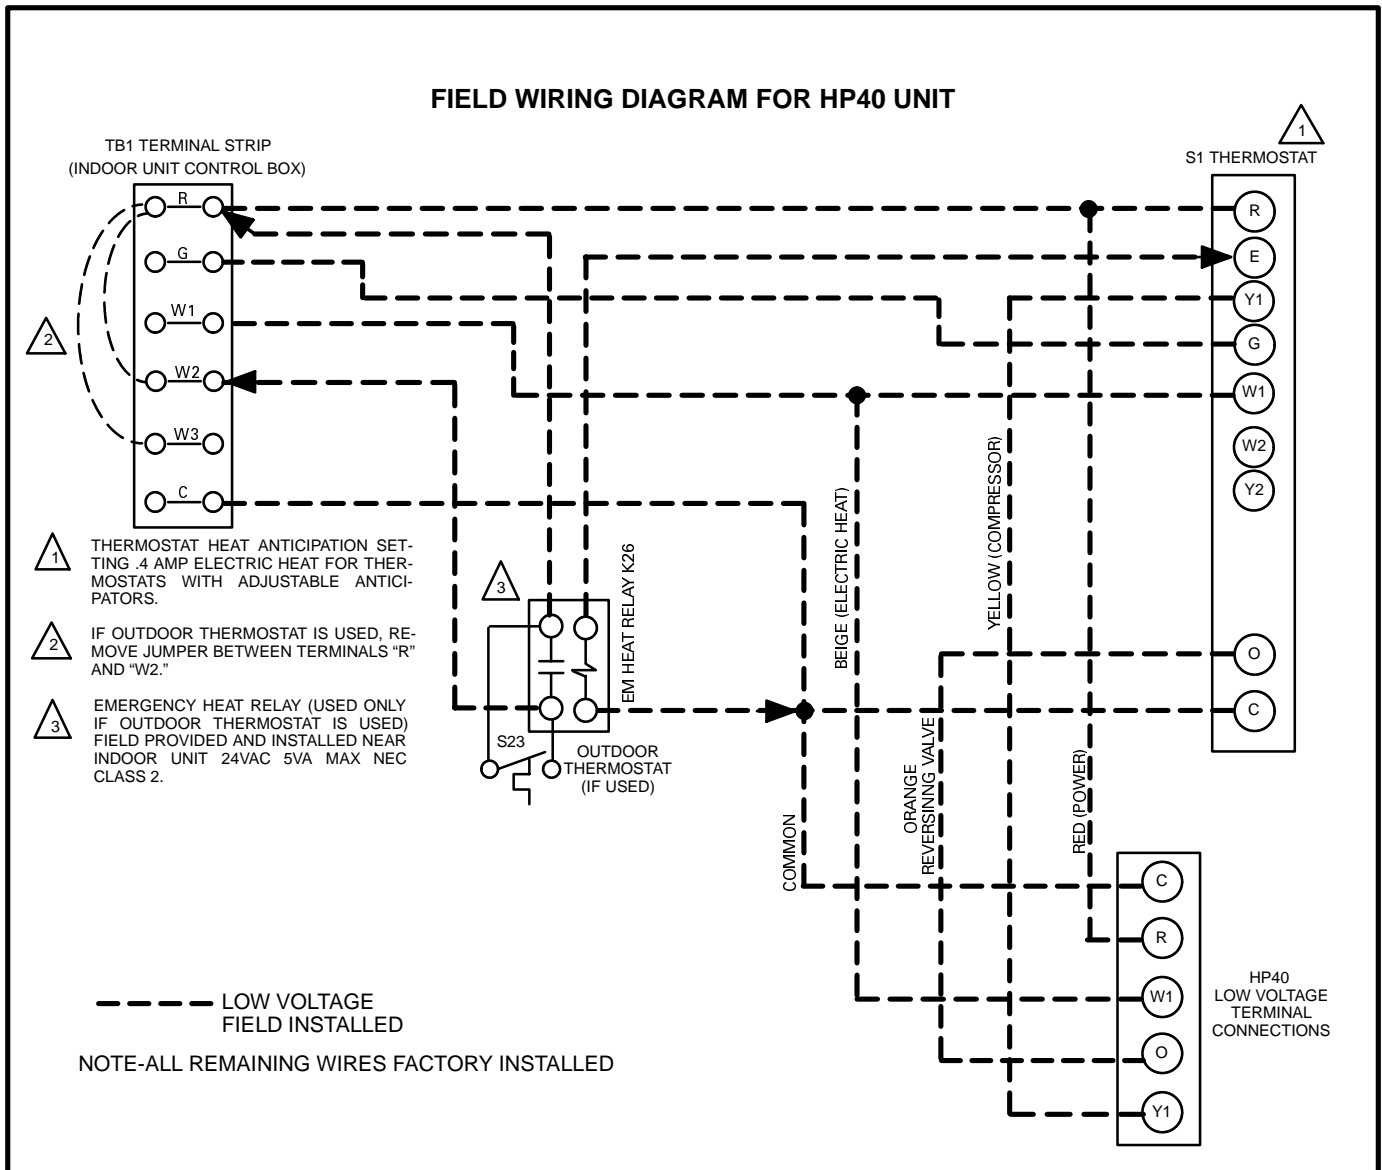 FIELD WIRING DIAGRAM FOR HP40 UNIT
TB1 TERMINAL STRIP
(INDOOR UNIT CONTROL BOX)
R
G
W1
W2
W3
C
2
1
S1 THERMOSTAT
R
E
Y1
G
W1
W2
Y2
O
C
1
THERMOSTAT HEAT ANTICIPATION SET-
TING .4 AMP ELECTRIC HEAT FOR THER-
MOSTATS WITH ADJUSTABLE ANTICI-
PATORS.
2
IF OUTDOOR THERMOSTAT IS USED, RE-
MOVE JUMPER BETWEEN TERMINALS “R”
AND “W2.”
3
EMERGENCY HEAT RELAY (USED ONLY
IF OUTDOOR THERMOSTAT IS USED)
FIELD PROVIDED AND INSTALLED NEAR
INDOOR UNIT 24VAC 5VA MAX NEC
CLASS 2.
3
EM HEAT RELAY K26
S23
OUTDOOR
THERMOSTAT
(IF USED)
COMMON
BEIGE (ELECTRIC HEAT)
ORANGE
REVERSINING VALVE
YELLOW (COMPRESSOR)
RED (POWER)
C
R
W1
O
Y1
HP40
LOW VOLTAGE
TERMINAL
CONNECTIONS
LOW VOLTAGE
FIELD INSTALLED
NOTE-ALL REMAINING WIRES FACTORY INSTALLED